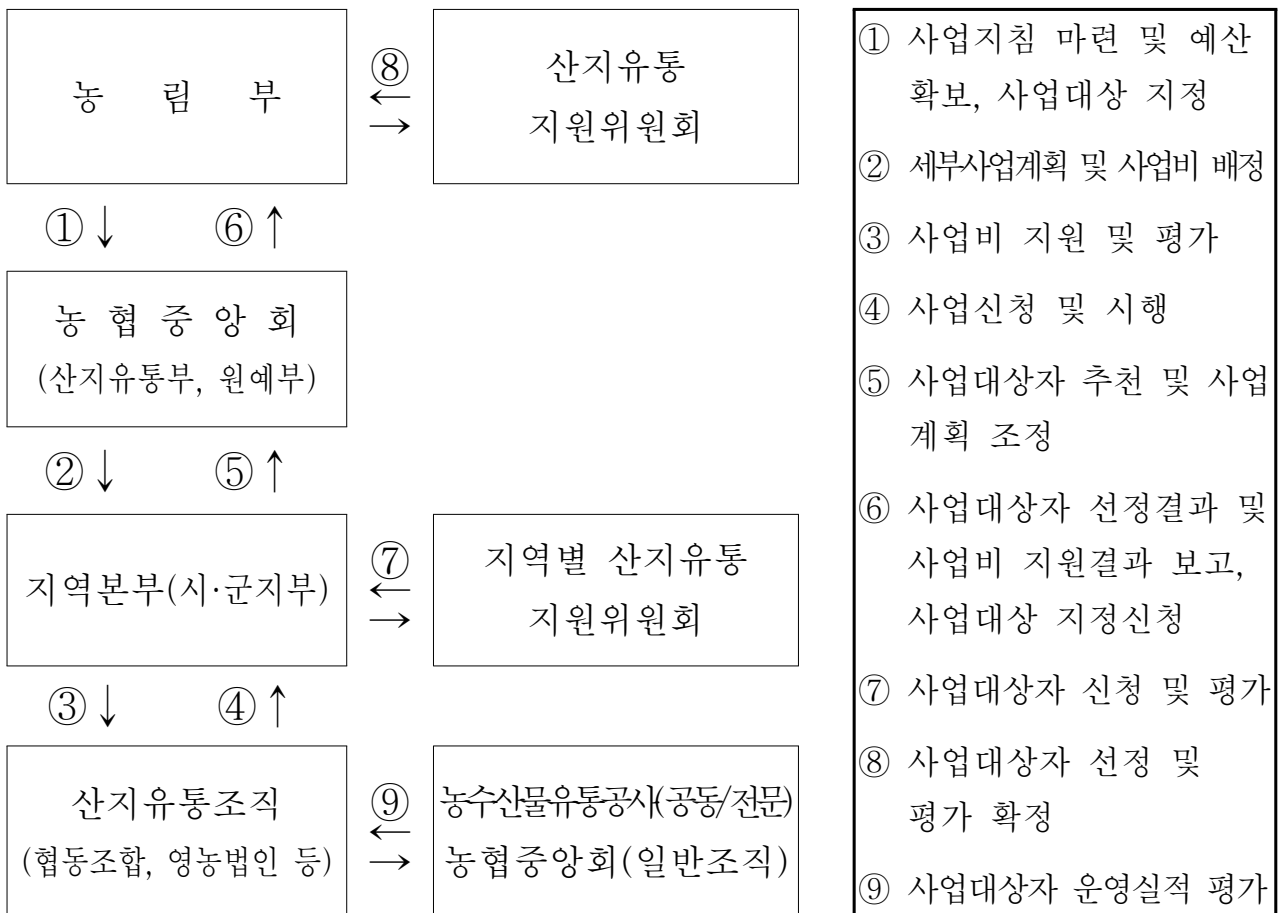 농 림 부
⑧
←
→
산지유통
지원위원회
①↓ ⑥↑
농 협 중 앙 회
(산지유통부, 원예부)
②↓ ⑤↑
지역본부(시·군지부)
⑦
←
→
지역별 산지유통
지원위원회
③↓ ④↑
산지유통조직
(협동조합, 영농법인 등)
⑨
←
→
농수산물유통공사(공동/전문)
농협중앙회(일반조직)
① 사업지침 마련 및 예산
확보, 사업대상 지정
② 세부사업계획 및 사업비 배정
③ 사업비 지원 및 평가
④ 사업신청 및 시행
⑤ 사업대상자 추천 및 사업
계획 조정
⑥ 사업대상자 선정결과 및
사업비 지원결과 보고,
사업대상 지정신청
⑦ 사업대상자 신청 및 평가
⑧ 사업대상자 선정 및
평가 확정
⑨ 사업대상자 운영실적 평가